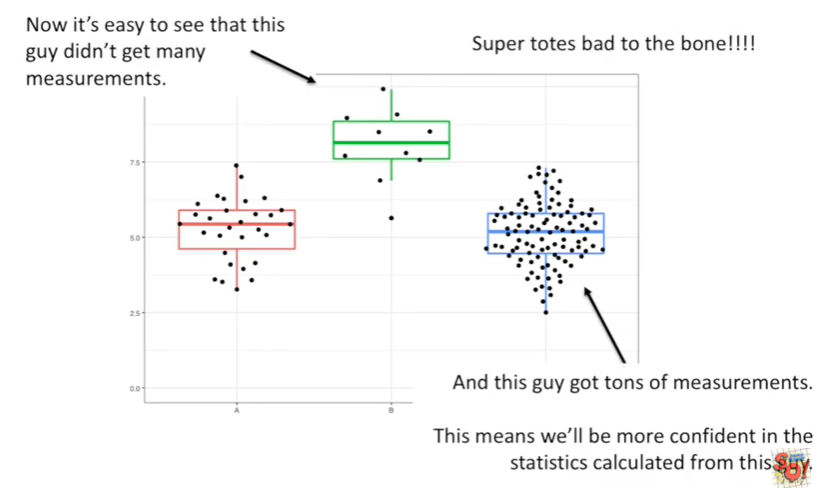 Now it’s easy to see that this
guy didn’t get many
measurements.
Super totes bad to the bone!!!!
7.5
5.0
2.5
0.0
A
B
And this guy got tons of measurements.
This means we’ll be more confident in the
statistics calculated from this